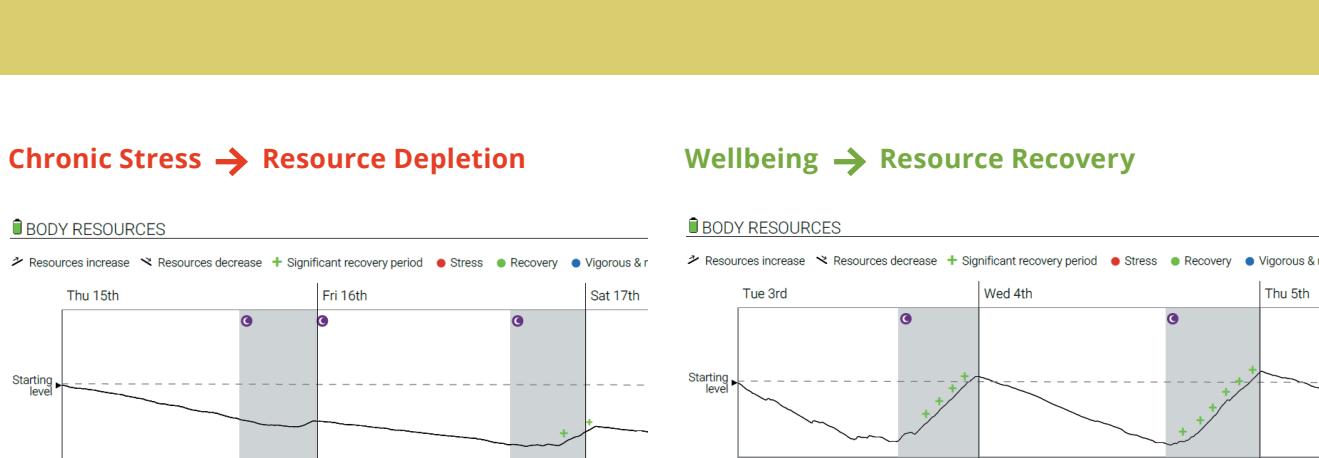 Chronic Stress → Resource Depletion
BODY RESOURCES
Resources increase Resources decrease + Significant recovery period Stress Recovery Vigorous &
Thu 15th Fri 16th Sat 17th
Starting
level
Wellbeing → Resource Recovery
BODY RESOURCES
Resources increase Resources decrease + Significant recovery period Stress Recovery Vigorous &
Tue 3rd Wed 4th Thu 5th
Starting
level